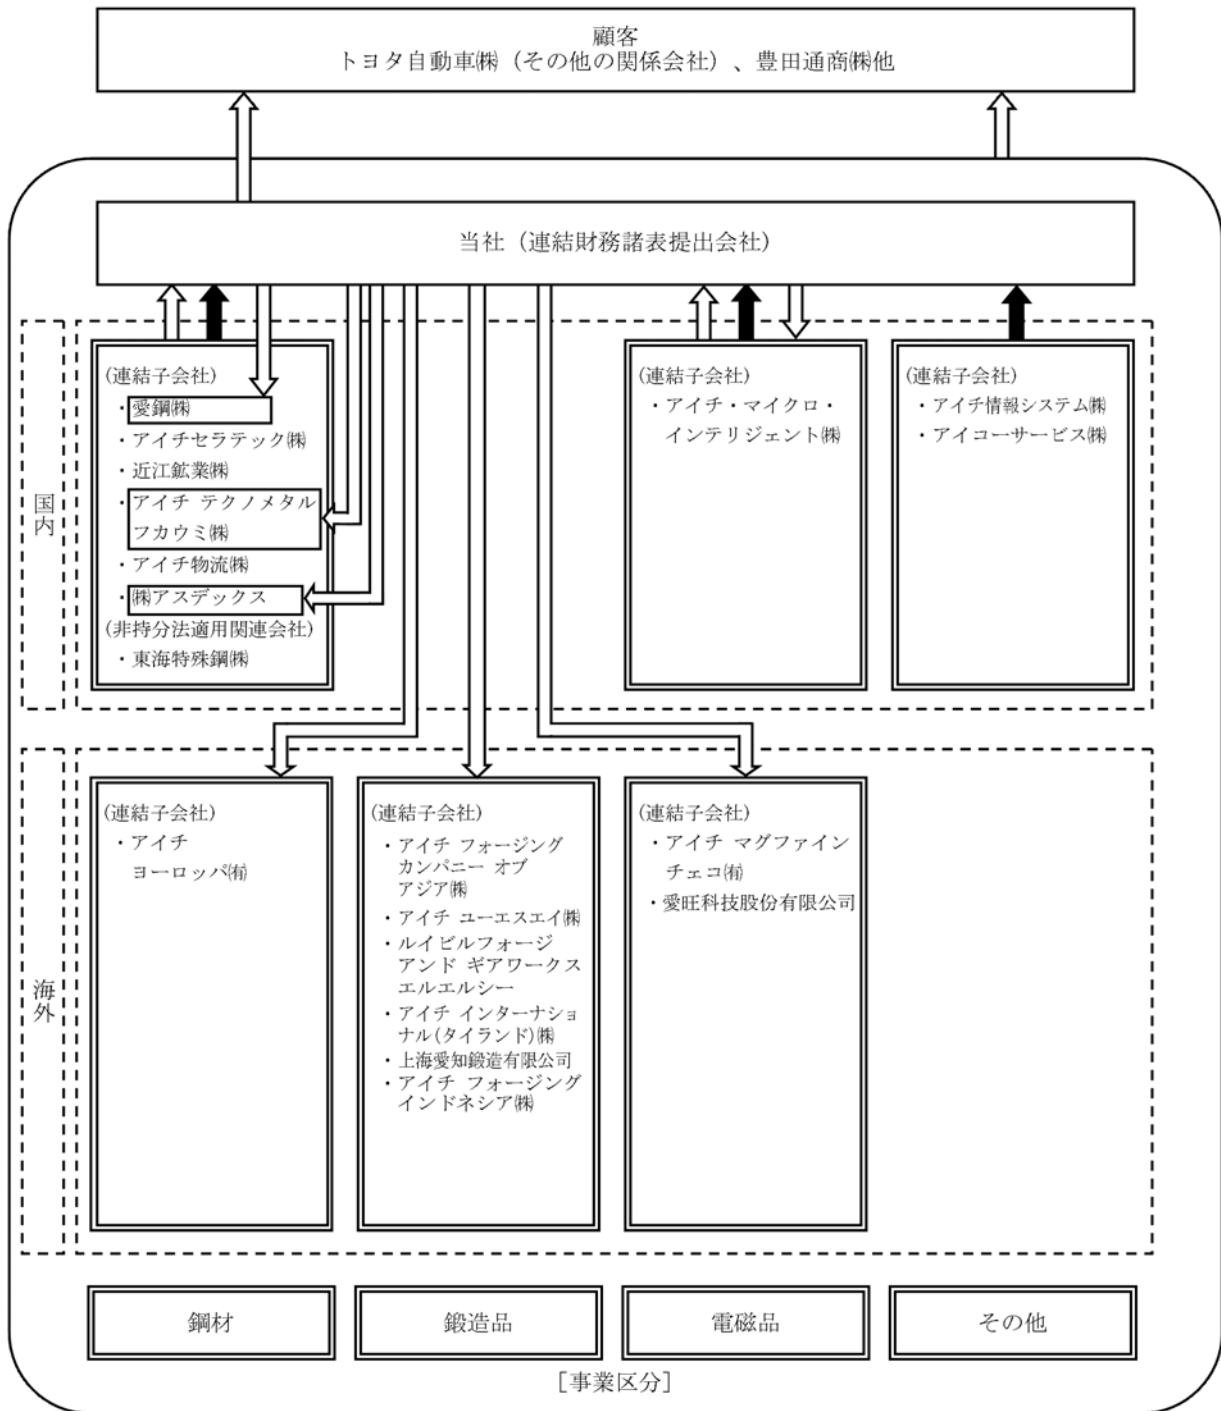 顧客
トヨタ自動車㈱（その他の関係会社）、豊田通商㈱他
当社（連結財務諸表提出会社）
国内
(連結子会社)
・愛鋼㈱
・アイチセラテック㈱
・近江鉱業㈱
・アイチ テクノメタル
フカウミ㈱
・アイチ物流㈱
・㈱アスデックス
(非持分法適用関連会社)
・東海特殊鋼㈱
(連結子会社)
・アイチ・マイクロ・
インテリジェント㈱
(連結子会社)
・アイチ情報システム㈱
・アイコーサービス㈱
海外
(連結子会社)
・アイチ
ヨーロッパ㈲
(連結子会社)
・アイチ フォージング
カンパニー オブ
アジア㈱
・アイチ ユーエスエイ㈱
・ルイビルフォージ
アンド ギアワークス
エルエルシー
・アイチ インターナショ
ナル(タイランド)㈱
・上海愛知鍛造有限公司
・アイチ フォージング
インドネシア㈱
(連結子会社)
・アイチ マグファイン
チェコ㈲
・愛旺科技股份有限公司
鋼材
鍛造品
電磁品
その他
［事業区分］